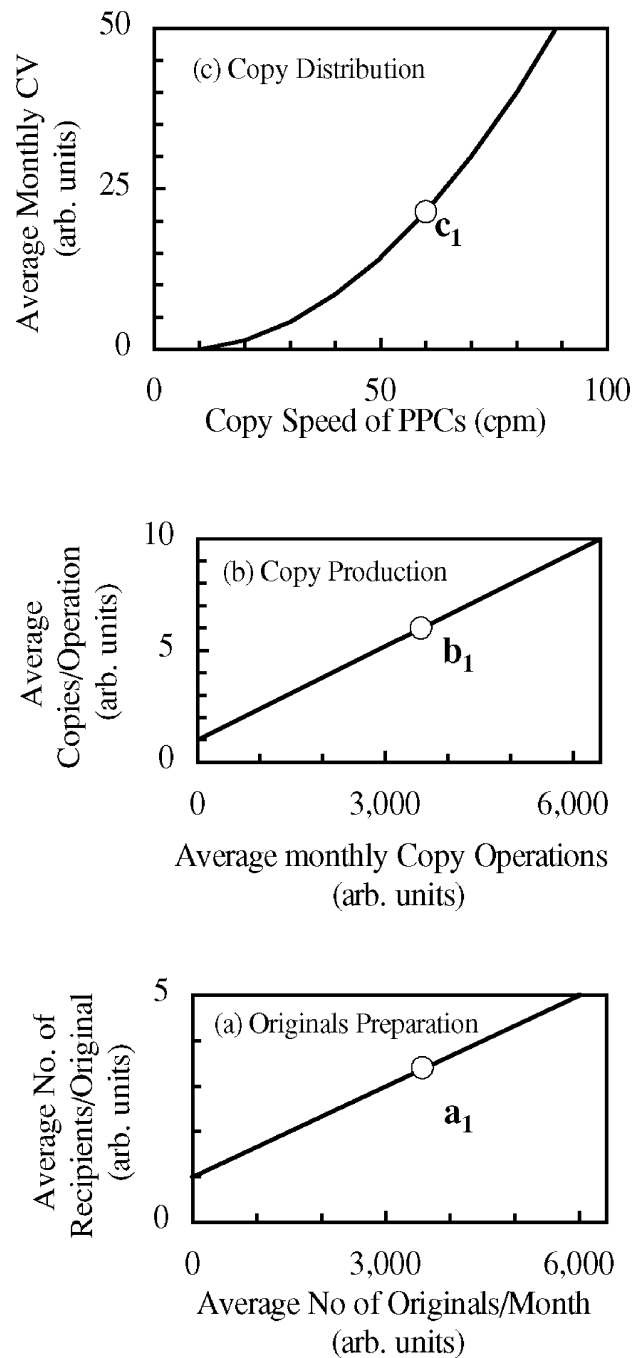 50
(c) Copy Distribution
Average Monthly CV
(arb. units)
25
c1
0
0 50 100
Copy Speed of PPCs (cpm)
10
(b) Copy Production
Average
Copies/Operation
(arb. units)
5
b1
0
0 3,000 6,000
Average monthly Copy Operations
(arb. units)
5
(a) Originals Preparation
Average No. of
Recipients/Original
(arb. units)
a1
0
0 3,000 6,000
Average No of Originals/Month
(arb. units)